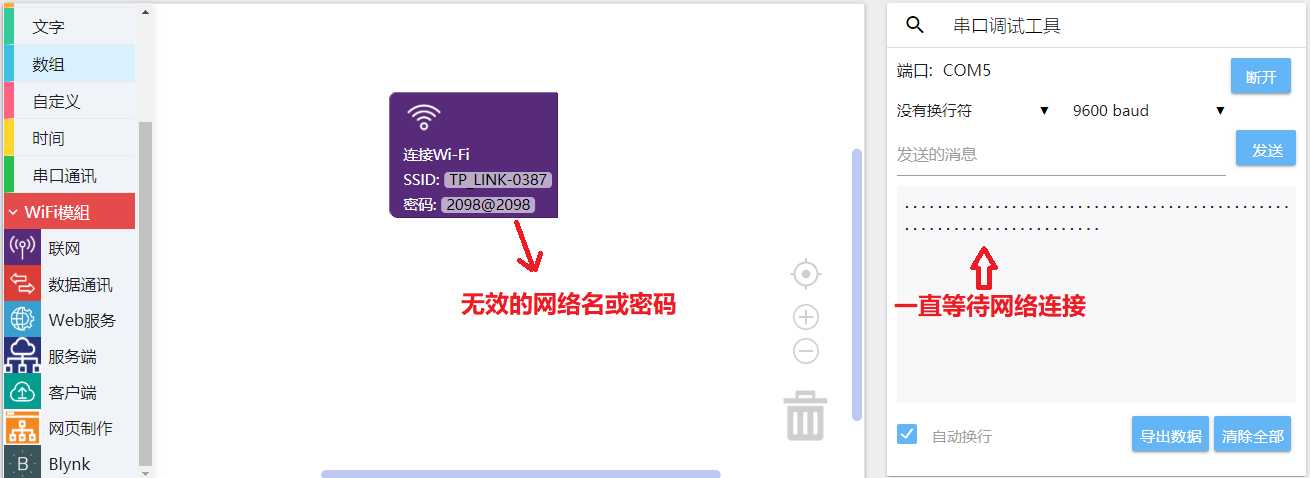 文字
数组
自定义
时间
串口通讯
WiFi模组
联网
数据通讯
Web服务
服务端
客户端
网页制作
B Blynk
连接Wi-Fi
SSID: TP_LINK-0387
密码: 2098@2098
无效的网络名或密码
串口调试工具
端口: COM5
断开
没有换行符 9600 baud
发送的消息
发送
...............................................
........................
一直等待网络连接
自动换行
导出数据
清除全部